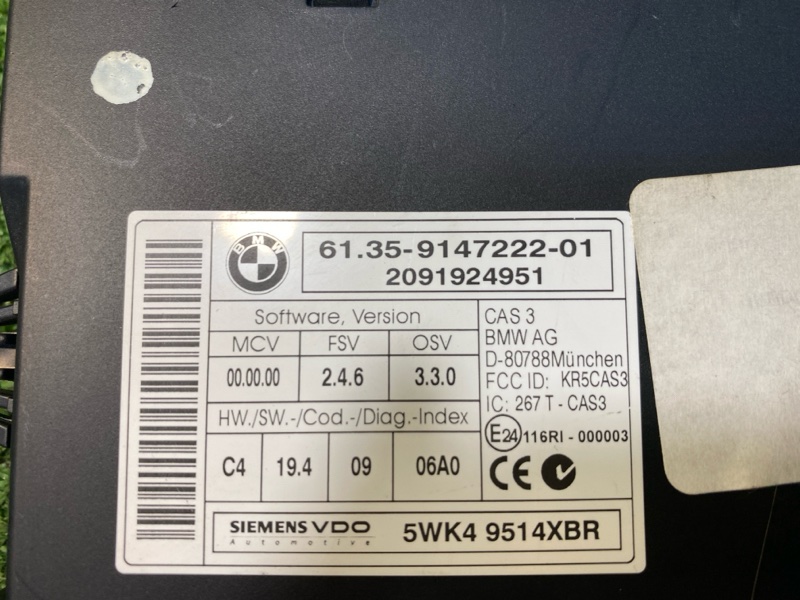 BMW
61.35-9147222-01
2091924951
Software, Version
MCV FSV OSV
00.00.00 2.4.6 3.3.0
HW./SW.-/Cod.-/Diag.-Index
C4 19.4 09 06A0
CAS 3
BMW AG
D-80788München
FCC ID: KR5CAS3
IC: 267 T - CAS3
E24 116RI - 000003
CE
SIEMENS VDO
Automotive
5WK4 9514XBR